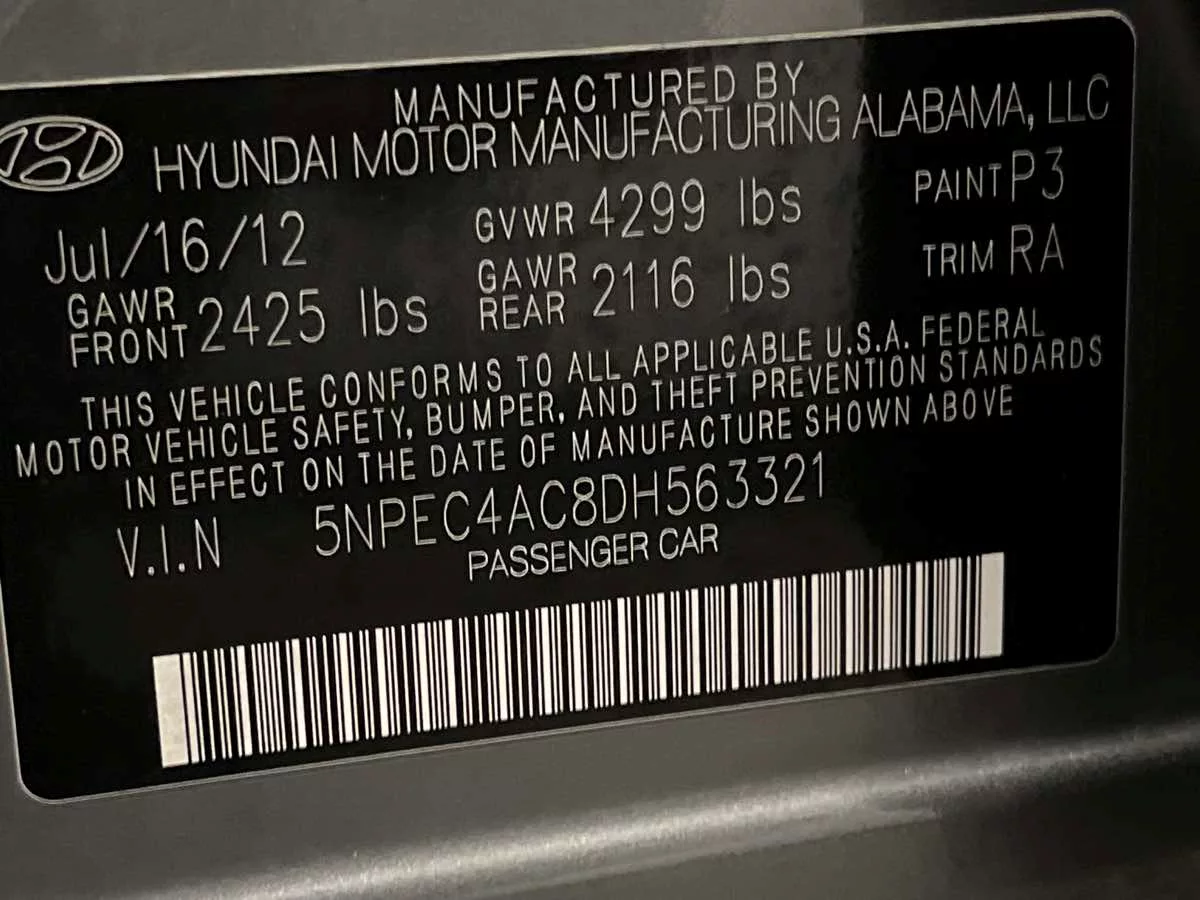 MANUFACTURED BY
HYUNDAI MOTOR MANUFACTURING ALABAMA, LLC
Jul/16/12 GVWR 4299 lbs PAINT P3
GAWR FRONT 2425 lbs GAWR REAR 2116 lbs TRIM RA
THIS VEHICLE CONFORMS TO ALL APPLICABLE U.S.A. FEDERAL
MOTOR VEHICLE SAFETY, BUMPER, AND THEFT PREVENTION STANDARDS
IN EFFECT ON THE DATE OF MANUFACTURE SHOWN ABOVE
V.I.N 5NPEC4AC8DH563321
PASSENGER CAR